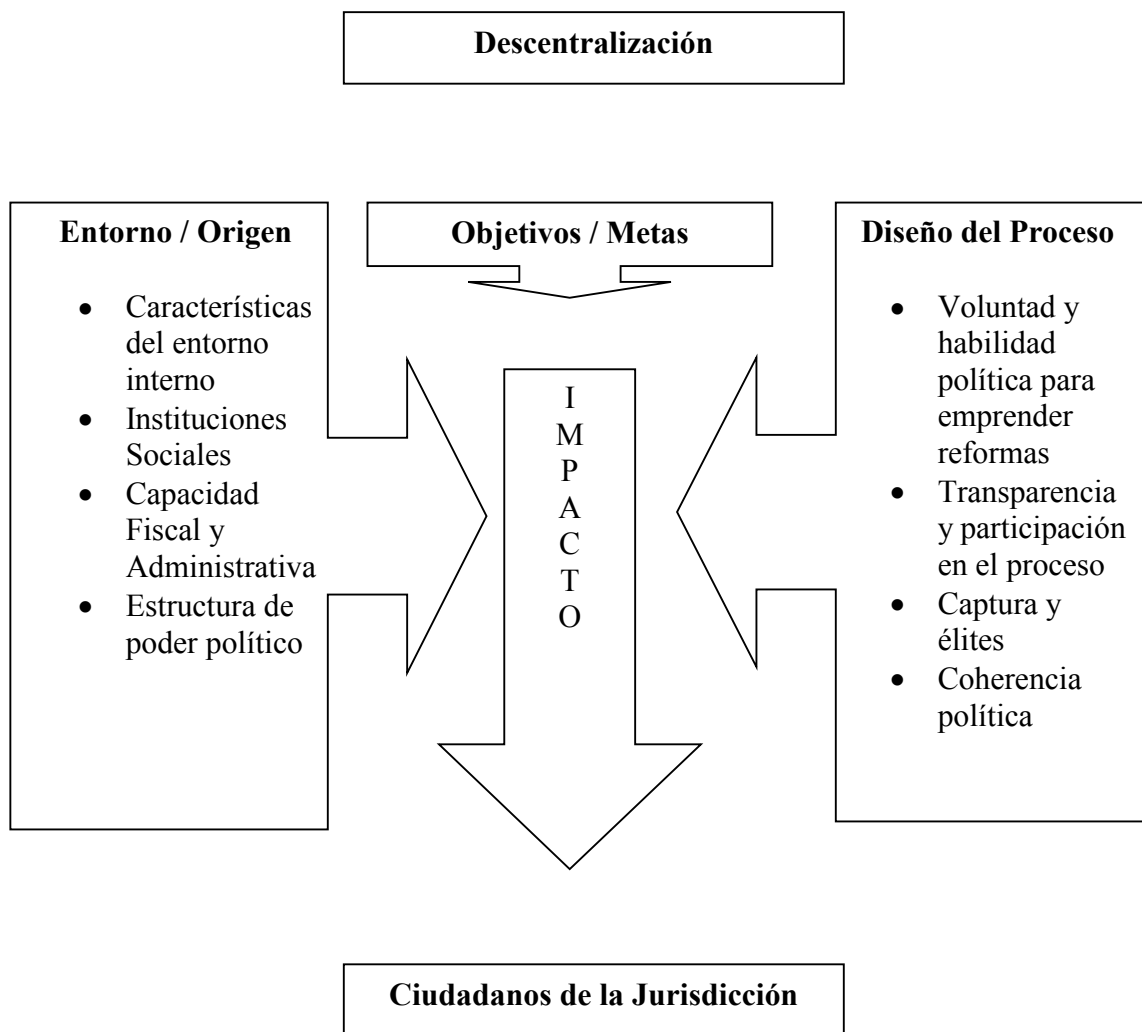 Descentralización
Entorno / Origen
• Características
del entorno
interno
• Instituciones
Sociales
• Capacidad
Fiscal y
Administrativa
• Estructura de
poder político
Objetivos / Metas
I
M
P
A
C
T
O
Diseño del Proceso
• Voluntad y
habilidad
política para
emprender
reformas
• Transparencia
y participación
en el proceso
• Captura y
élites
• Coherencia
política
Ciudadanos de la Jurisdicción